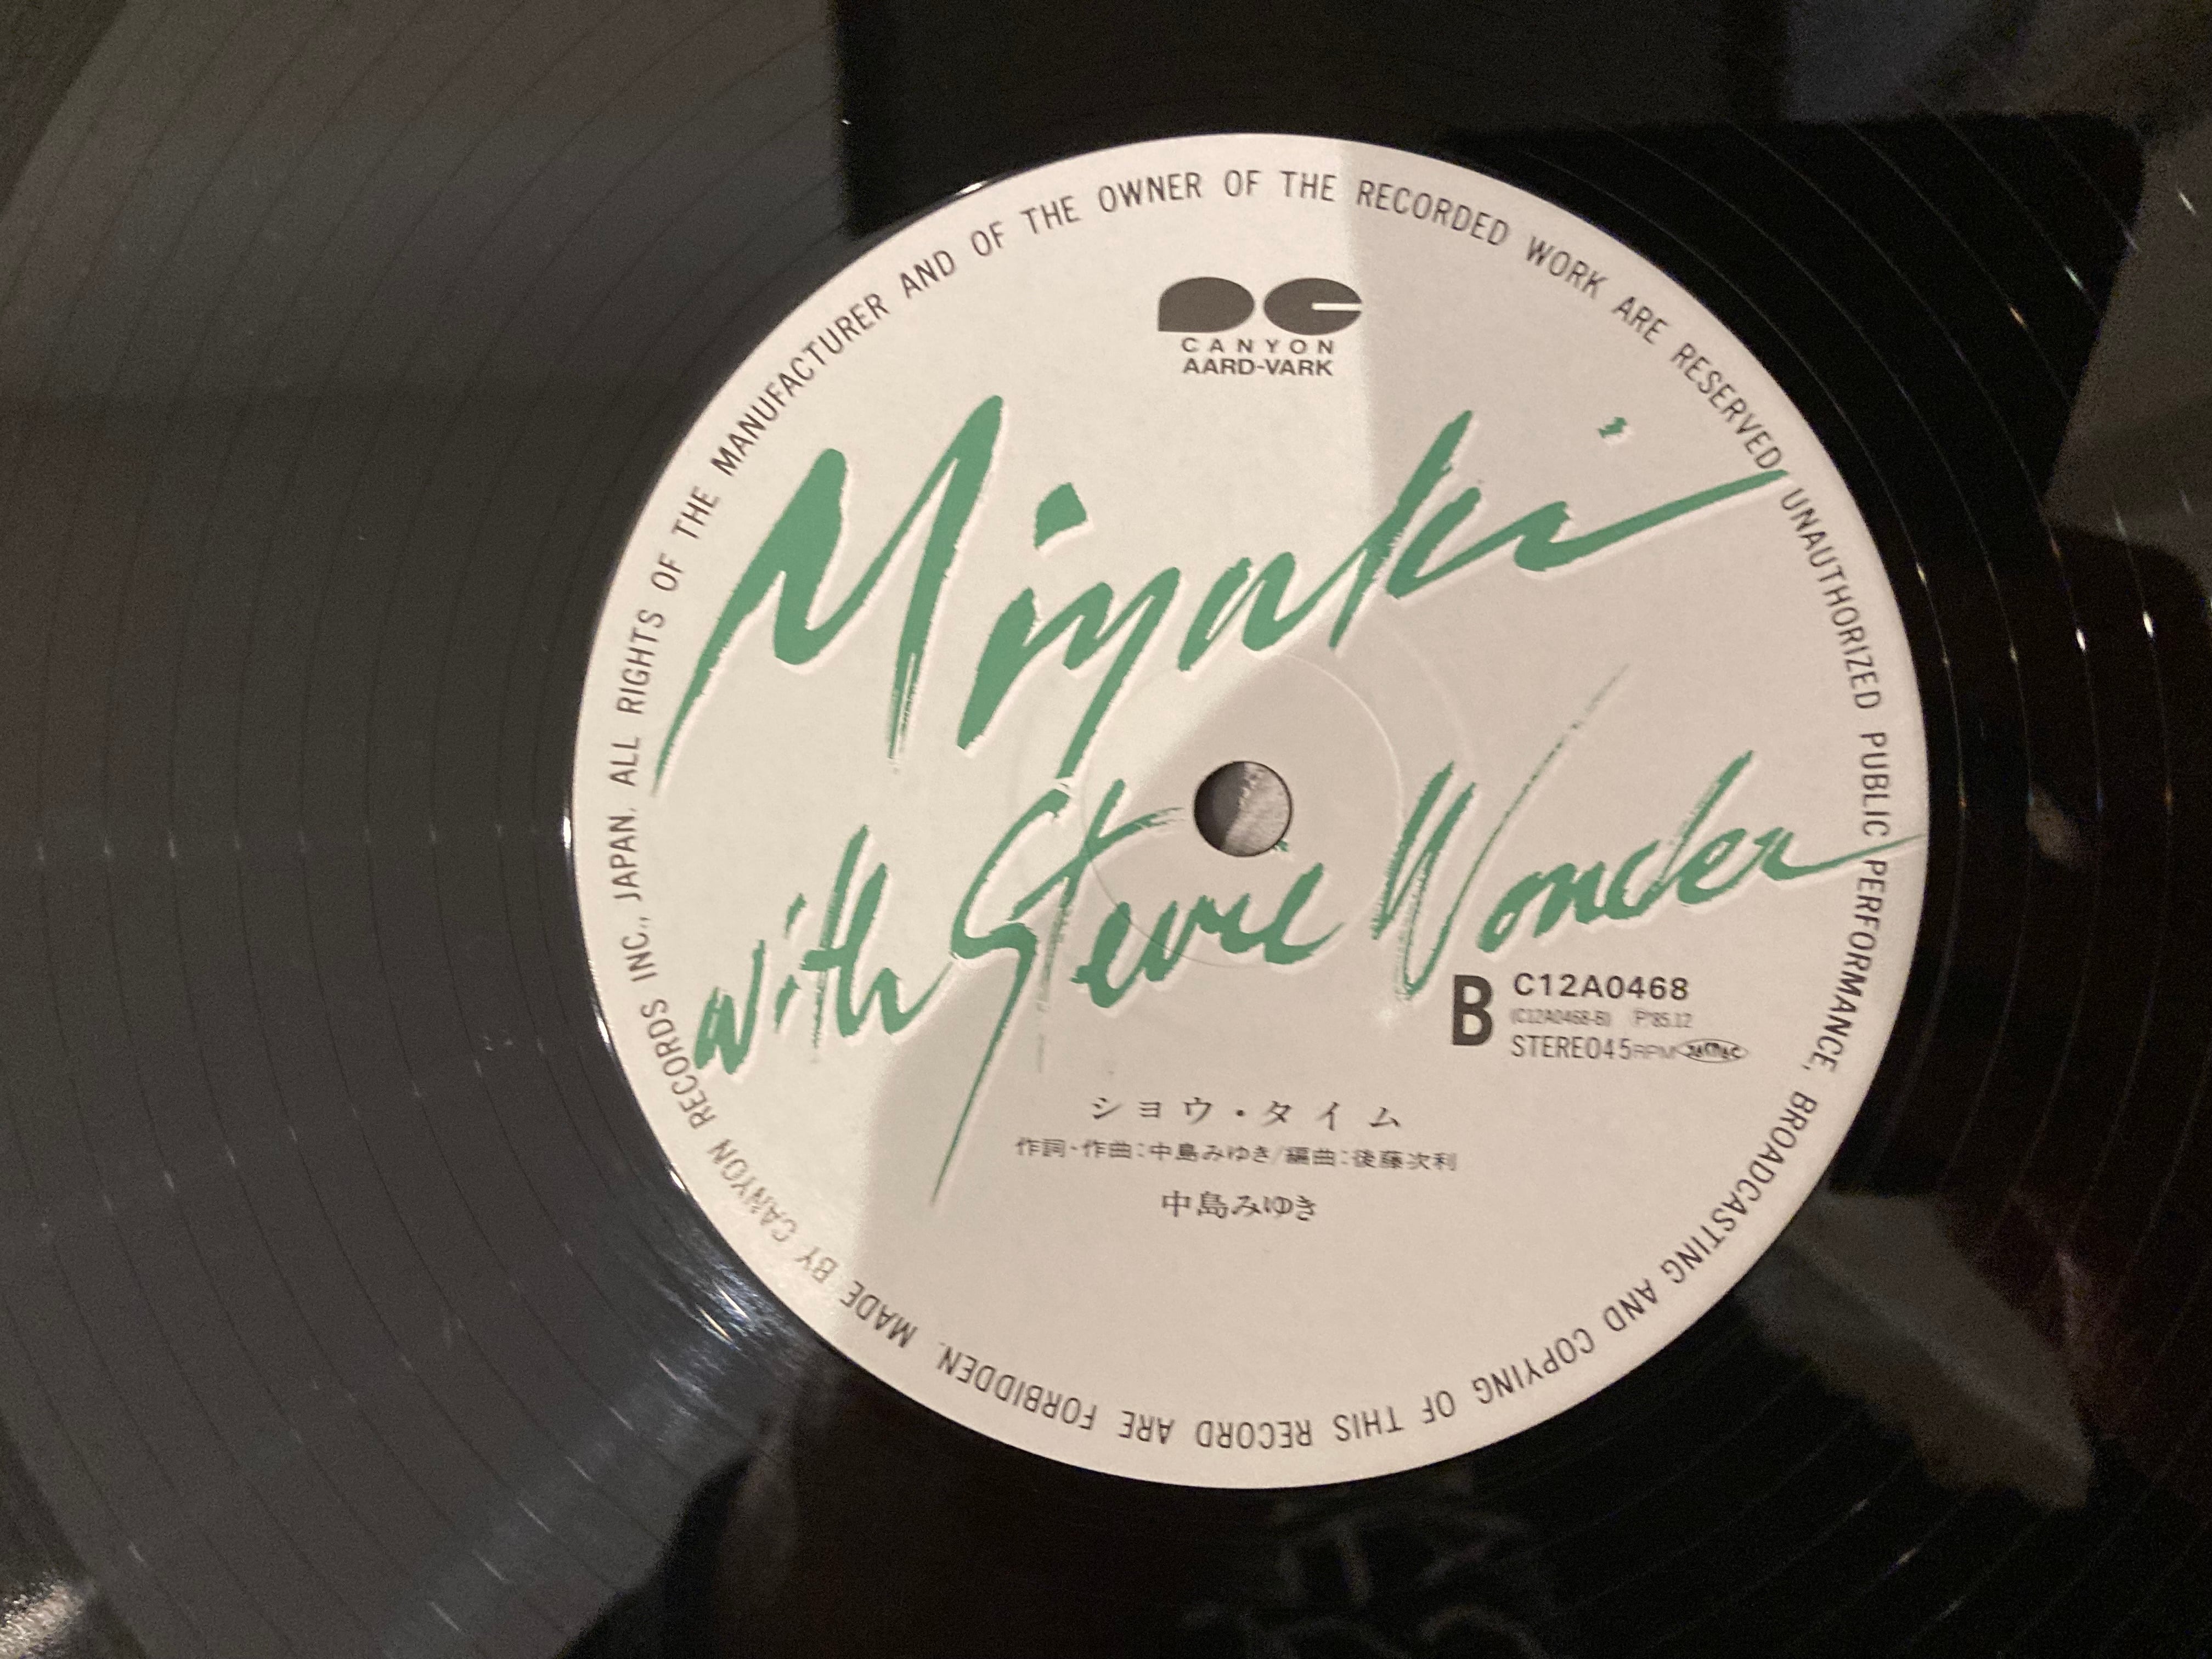 CANYON
AARD-VARK
Miyuki
with Stevie Wonder
B
C12A0468
(C12A0468-B) Ⓟ'85.12
STEREO 45RPM JASRAC
ショウ・タイム
作詞・作曲：中島みゆき/編曲：後藤次利
中島みゆき
MADE BY CANYON RECORDS INC., JAPAN. ALL RIGHTS OF THE MANUFACTURER AND OF THE OWNER OF THE RECORDED WORK ARE RESERVED UNAUTHORIZED PUBLIC PERFORMANCE, BROADCASTING AND COPYING OF THIS RECORD ARE FORBIDDEN.